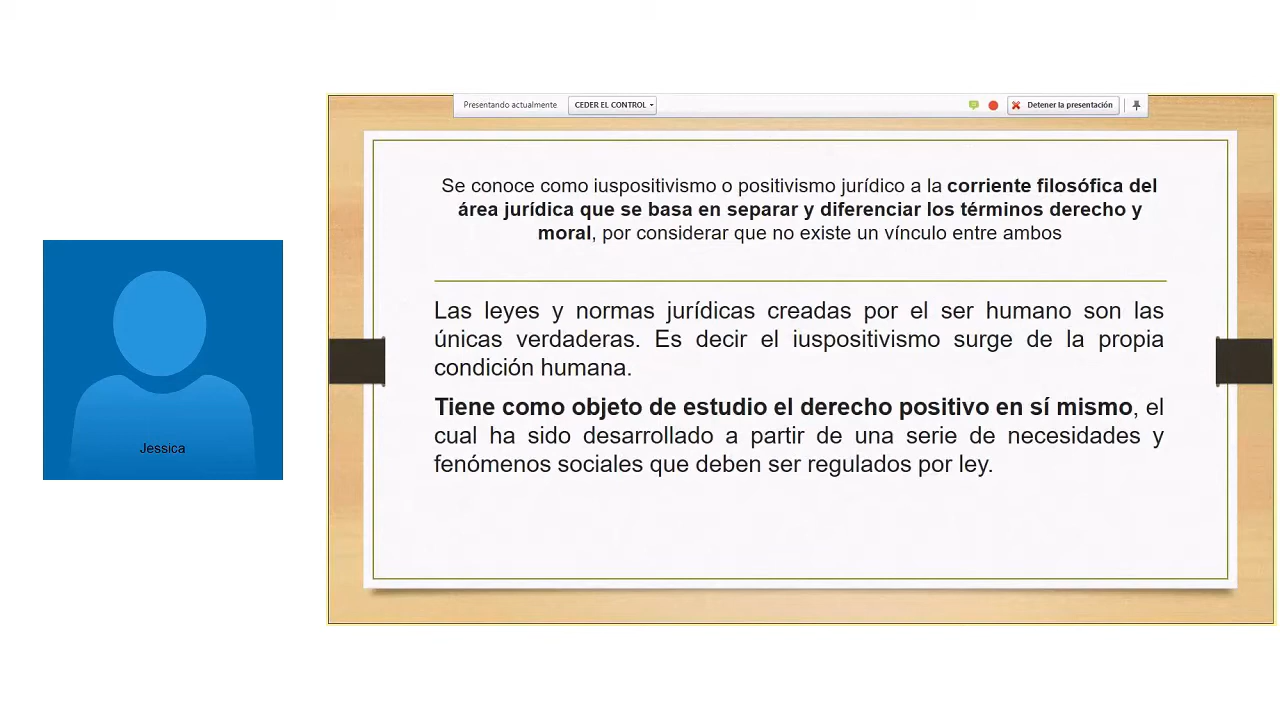 Presentando actualmente CEDER EL CONTROL Detener la presentación
Se conoce como iuspositivismo o positivismo jurídico a la corriente filosófica del
área jurídica que se basa en separar y diferenciar los términos derecho y
moral, por considerar que no existe un vínculo entre ambos
Las leyes y normas jurídicas creadas por el ser humano son las
únicas verdaderas. Es decir el iuspositivismo surge de la propia
condición humana.
Tiene como objeto de estudio el derecho positivo en sí mismo, el
cual ha sido desarrollado a partir de una serie de necesidades y
fenómenos sociales que deben ser regulados por ley.
Jessica